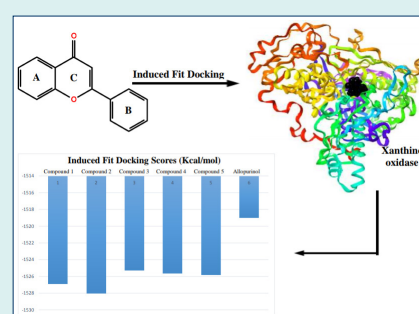 O
A
C
O
B
Induced Fit Docking
Xanthine
oxidase
Induced Fit Docking Scores (Kcal/mol)
Compound 1 Compound 2 Compound 3 Compound 4 Compound 5 Allopurinol
1 2 3 4 5 6
-1514
-1516
-1518
-1520
-1522
-1524
-1526
-1528
-1530